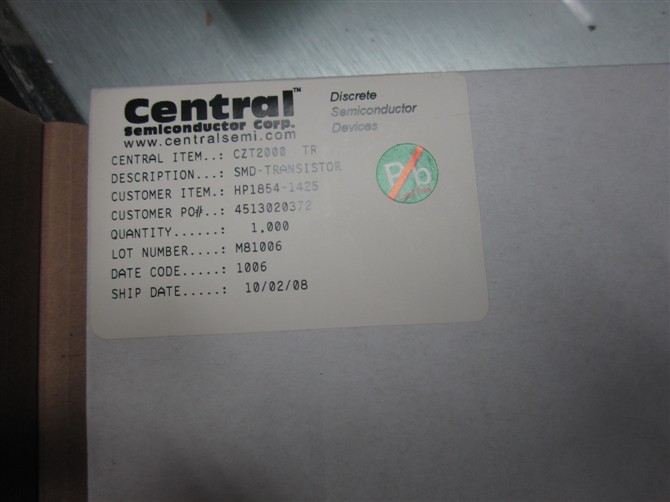 Central™
Semiconductor Corp.
www.centralsemi.com
Discrete
Semiconductor
Devices
CENTRAL ITEM..: CZT2000 TR
DESCRIPTION...: SMD-TRANSISTOR
CUSTOMER ITEM.: HP1854-1425
CUSTOMER PO#..: 4513020372
QUANTITY......: 1,000
LOT NUMBER....: M81006
DATE CODE.....: 1006
SHIP DATE.....: 10/02/08
Pb